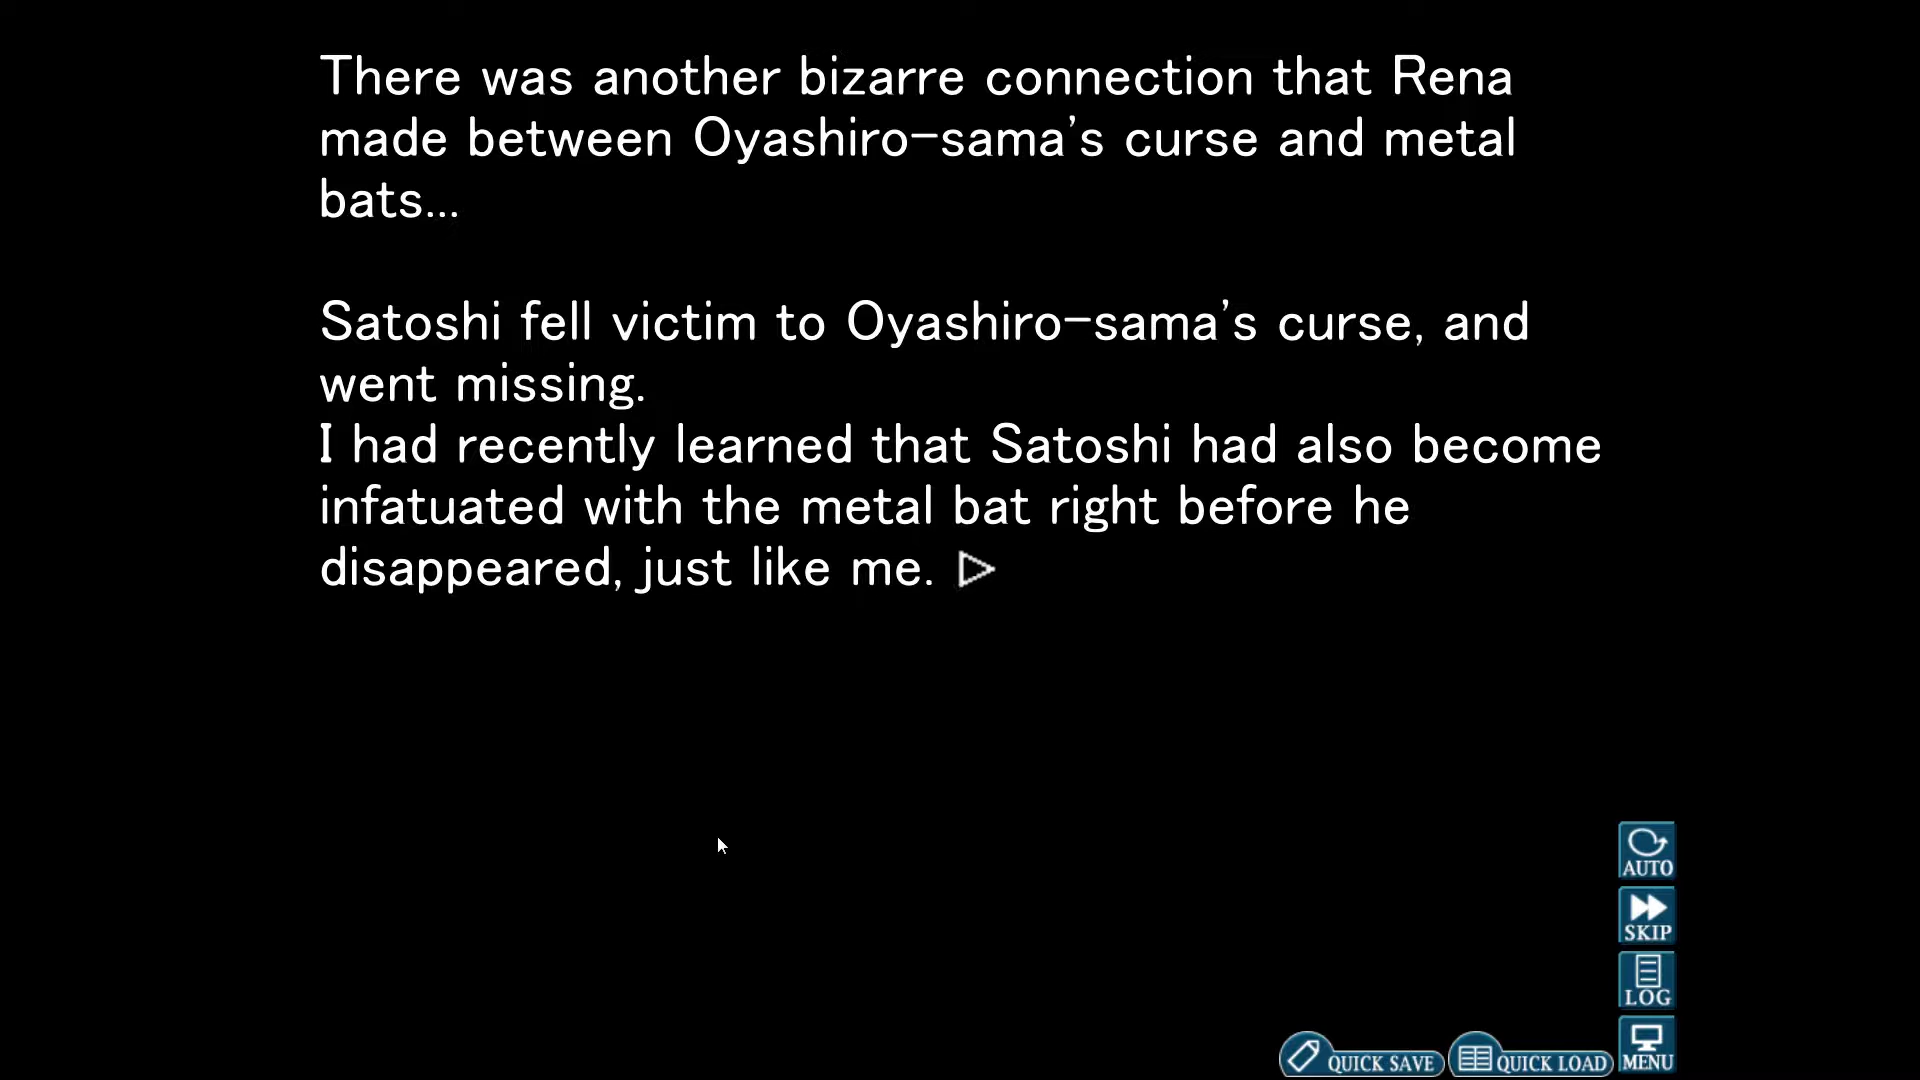 There was another bizarre connection that Rena
made between Oyashiro-sama's curse and metal
bats...
Satoshi fell victim to Oyashiro-sama's curse, and
went missing.
I had recently learned that Satoshi had also become
infatuated with the metal bat right before he
disappeared, just like me.
AUTO
SKIP
LOG
MENU
QUICK SAVE
QUICK LOAD